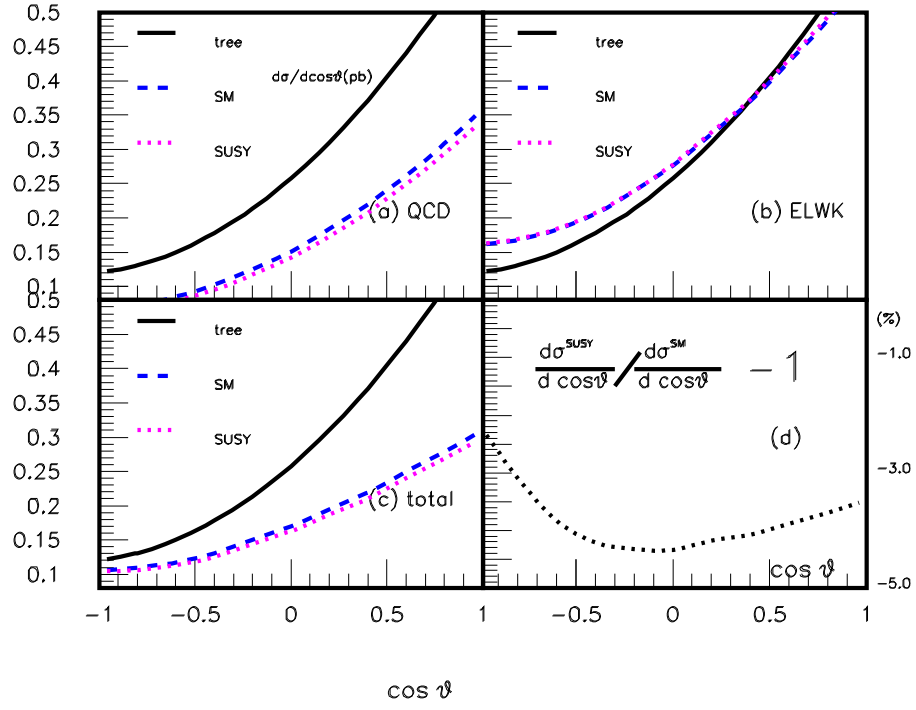 0.5
0.45
0.4
0.35
0.3
0.25
0.2
0.15
0.1
tree
SM
SUSY
dσ/dcosϑ(pb)
(a) QCD
tree
SM
SUSY
(b) ELWK
0.5
0.45
0.4
0.35
0.3
0.25
0.2
0.15
0.1
tree
SM
SUSY
(c) total
dσ^SUSY / dσ^SM
d cosϑ / d cosϑ − 1
(d)
cos ϑ
(%)
−1.0
−3.0
−5.0
−1 −0.5 0 0.5 1
−0.5 0 0.5 1
cos ϑ